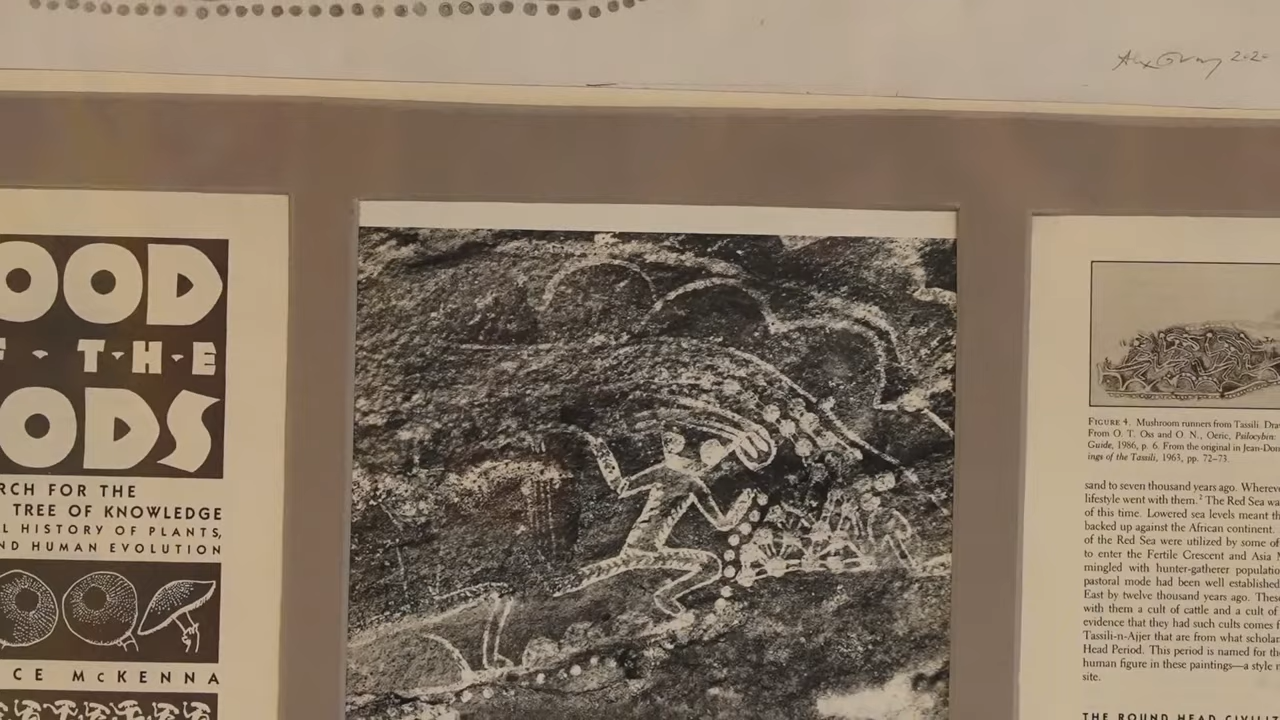 Alex Grey 2020
OOD
F · T·H·E
ODS
RCH FOR THE
TREE OF KNOWLEDGE
L HISTORY OF PLANTS,
ND HUMAN EVOLUTION
CE McKENNA
FIGURE 4. Mushroom runners from Tassili. Dra
From O. T. Oss and O. N., Oeric, Psilocybin:
Guide, 1986, p. 6. From the original in Jean-Don
ings of the Tassili, 1963, pp. 72–73.
sand to seven thousand years ago. Whereve
lifestyle went with them.² The Red Sea wa
of this time. Lowered sea levels meant th
backed up against the African continent.
of the Red Sea were utilized by some of
to enter the Fertile Crescent and Asia M
mingled with hunter-gatherer populatio
pastoral mode had been well established
East by twelve thousand years ago. These
with them a cult of cattle and a cult of
evidence that they had such cults comes f
Tassili-n-Ajjer that are from what scholar
Head Period. This period is named for the
human figure in these paintings—a style n
site.
THE ROUND HEAD CIVILIZ